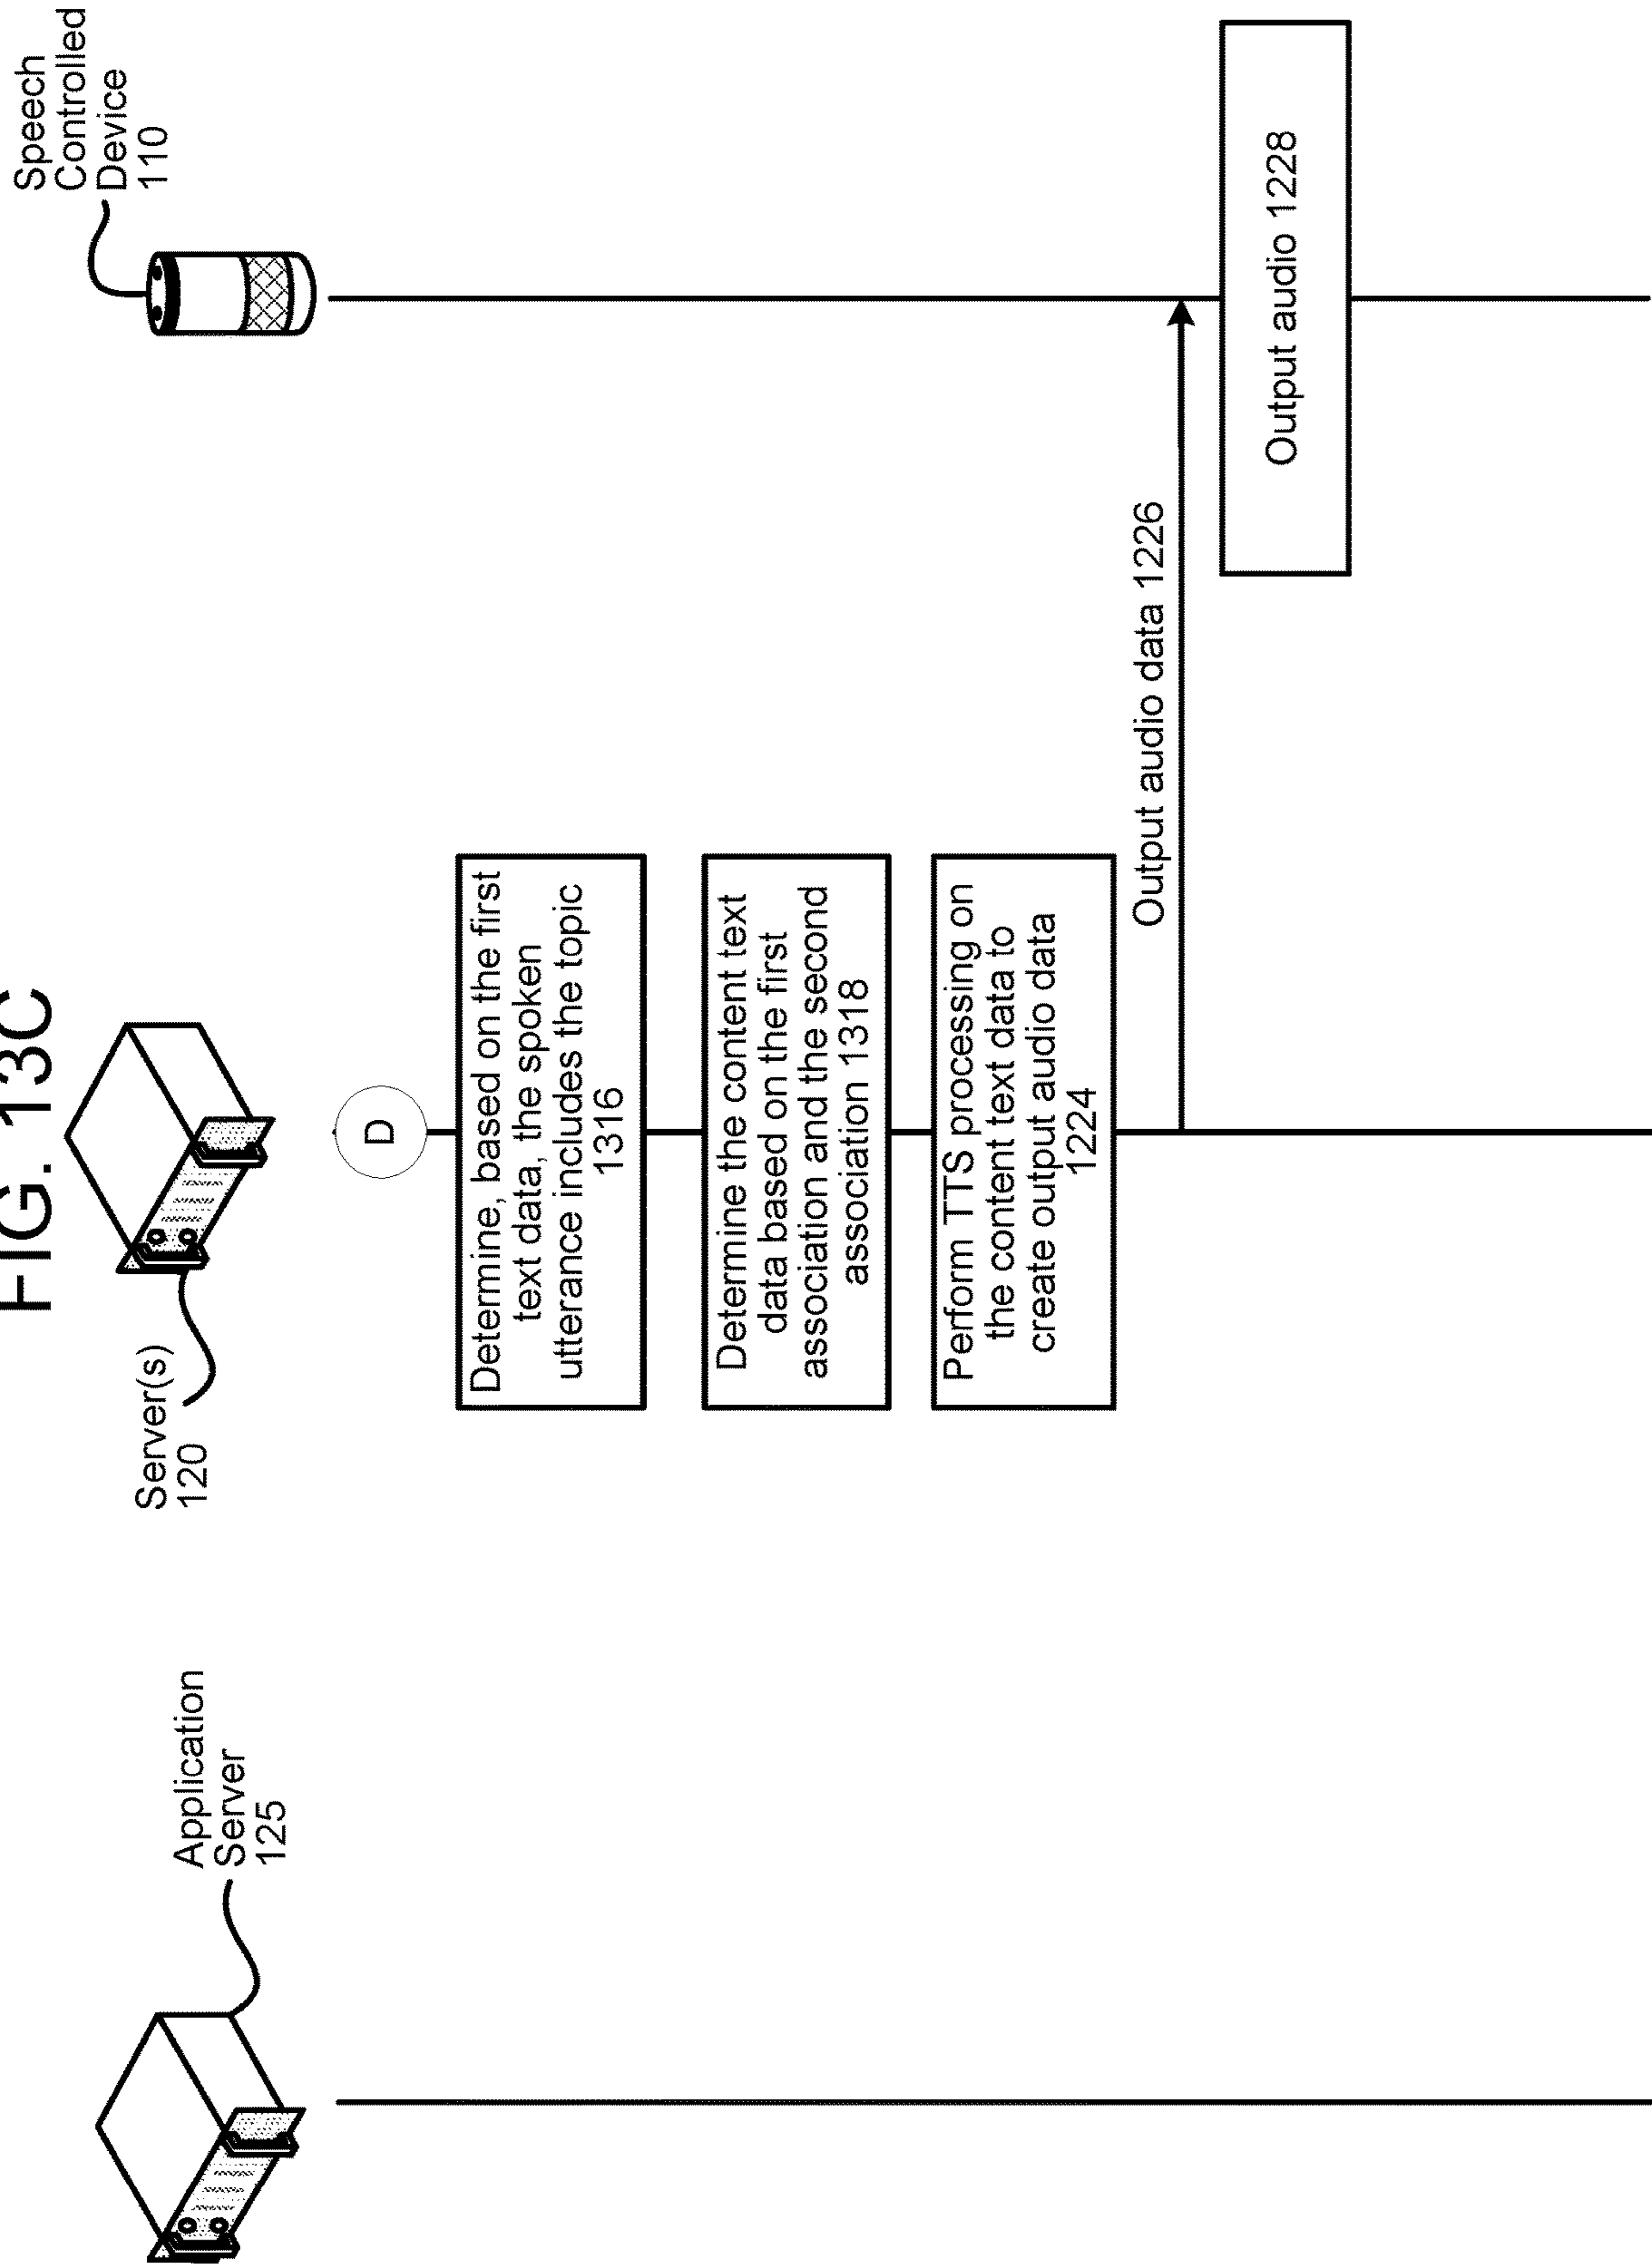 FIG. 13C
Application
Server
125
Server(s)
120
Speech
Controlled
Device
110
D
Determine, based on the first
text data, the spoken
utterance includes the topic
1316
Determine the content text
data based on the first
association and the second
association 1318
Perform TTS processing on
the content text data to
create output audio data
1224
Output audio data 1226
Output audio 1228